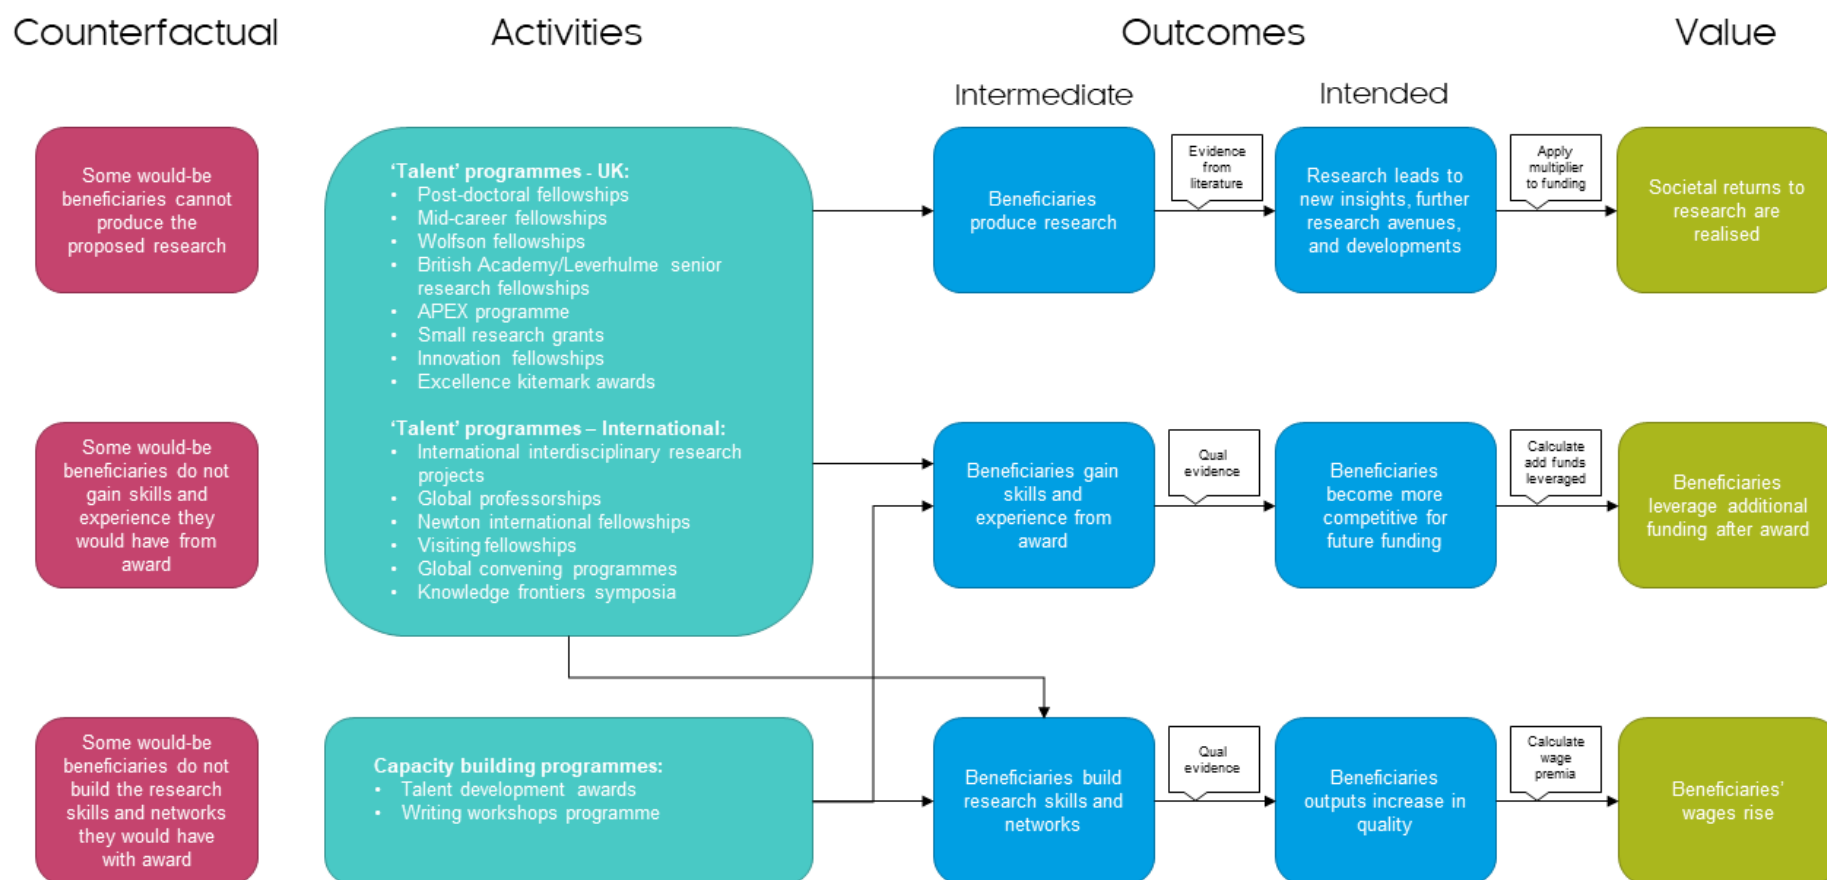 Counterfactual
Activities
Outcomes
Value
Intermediate
Intended
Some would-be
beneficiaries cannot
produce the
proposed research
'Talent' programmes - UK:
• Post-doctoral fellowships
• Mid-career fellowships
• Wolfson fellowships
• British Academy/Leverhulme senior
research fellowships
• APEX programme
• Small research grants
• Innovation fellowships
• Excellence kitemark awards
'Talent' programmes – International:
• International interdisciplinary research
projects
• Global professorships
• Newton international fellowships
• Visiting fellowships
• Global convening programmes
• Knowledge frontiers symposia
Beneficiaries
produce research
Evidence
from
literature
Research leads to
new insights, further
research avenues,
and developments
Apply
multiplier
to funding
Societal returns to
research are
realised
Some would-be
beneficiaries do not
gain skills and
experience they
would have from
award
Beneficiaries gain
skills and
experience from
award
Qual
evidence
Beneficiaries
become more
competitive for
future funding
Calculate
add funds
leveraged
Beneficiaries
leverage additional
funding after award
Some would-be
beneficiaries do not
build the research
skills and networks
they would have
with award
Capacity building programmes:
• Talent development awards
• Writing workshops programme
Beneficiaries build
research skills and
networks
Qual
evidence
Beneficiaries
outputs increase in
quality
Calculate
wage
premia
Beneficiaries'
wages rise